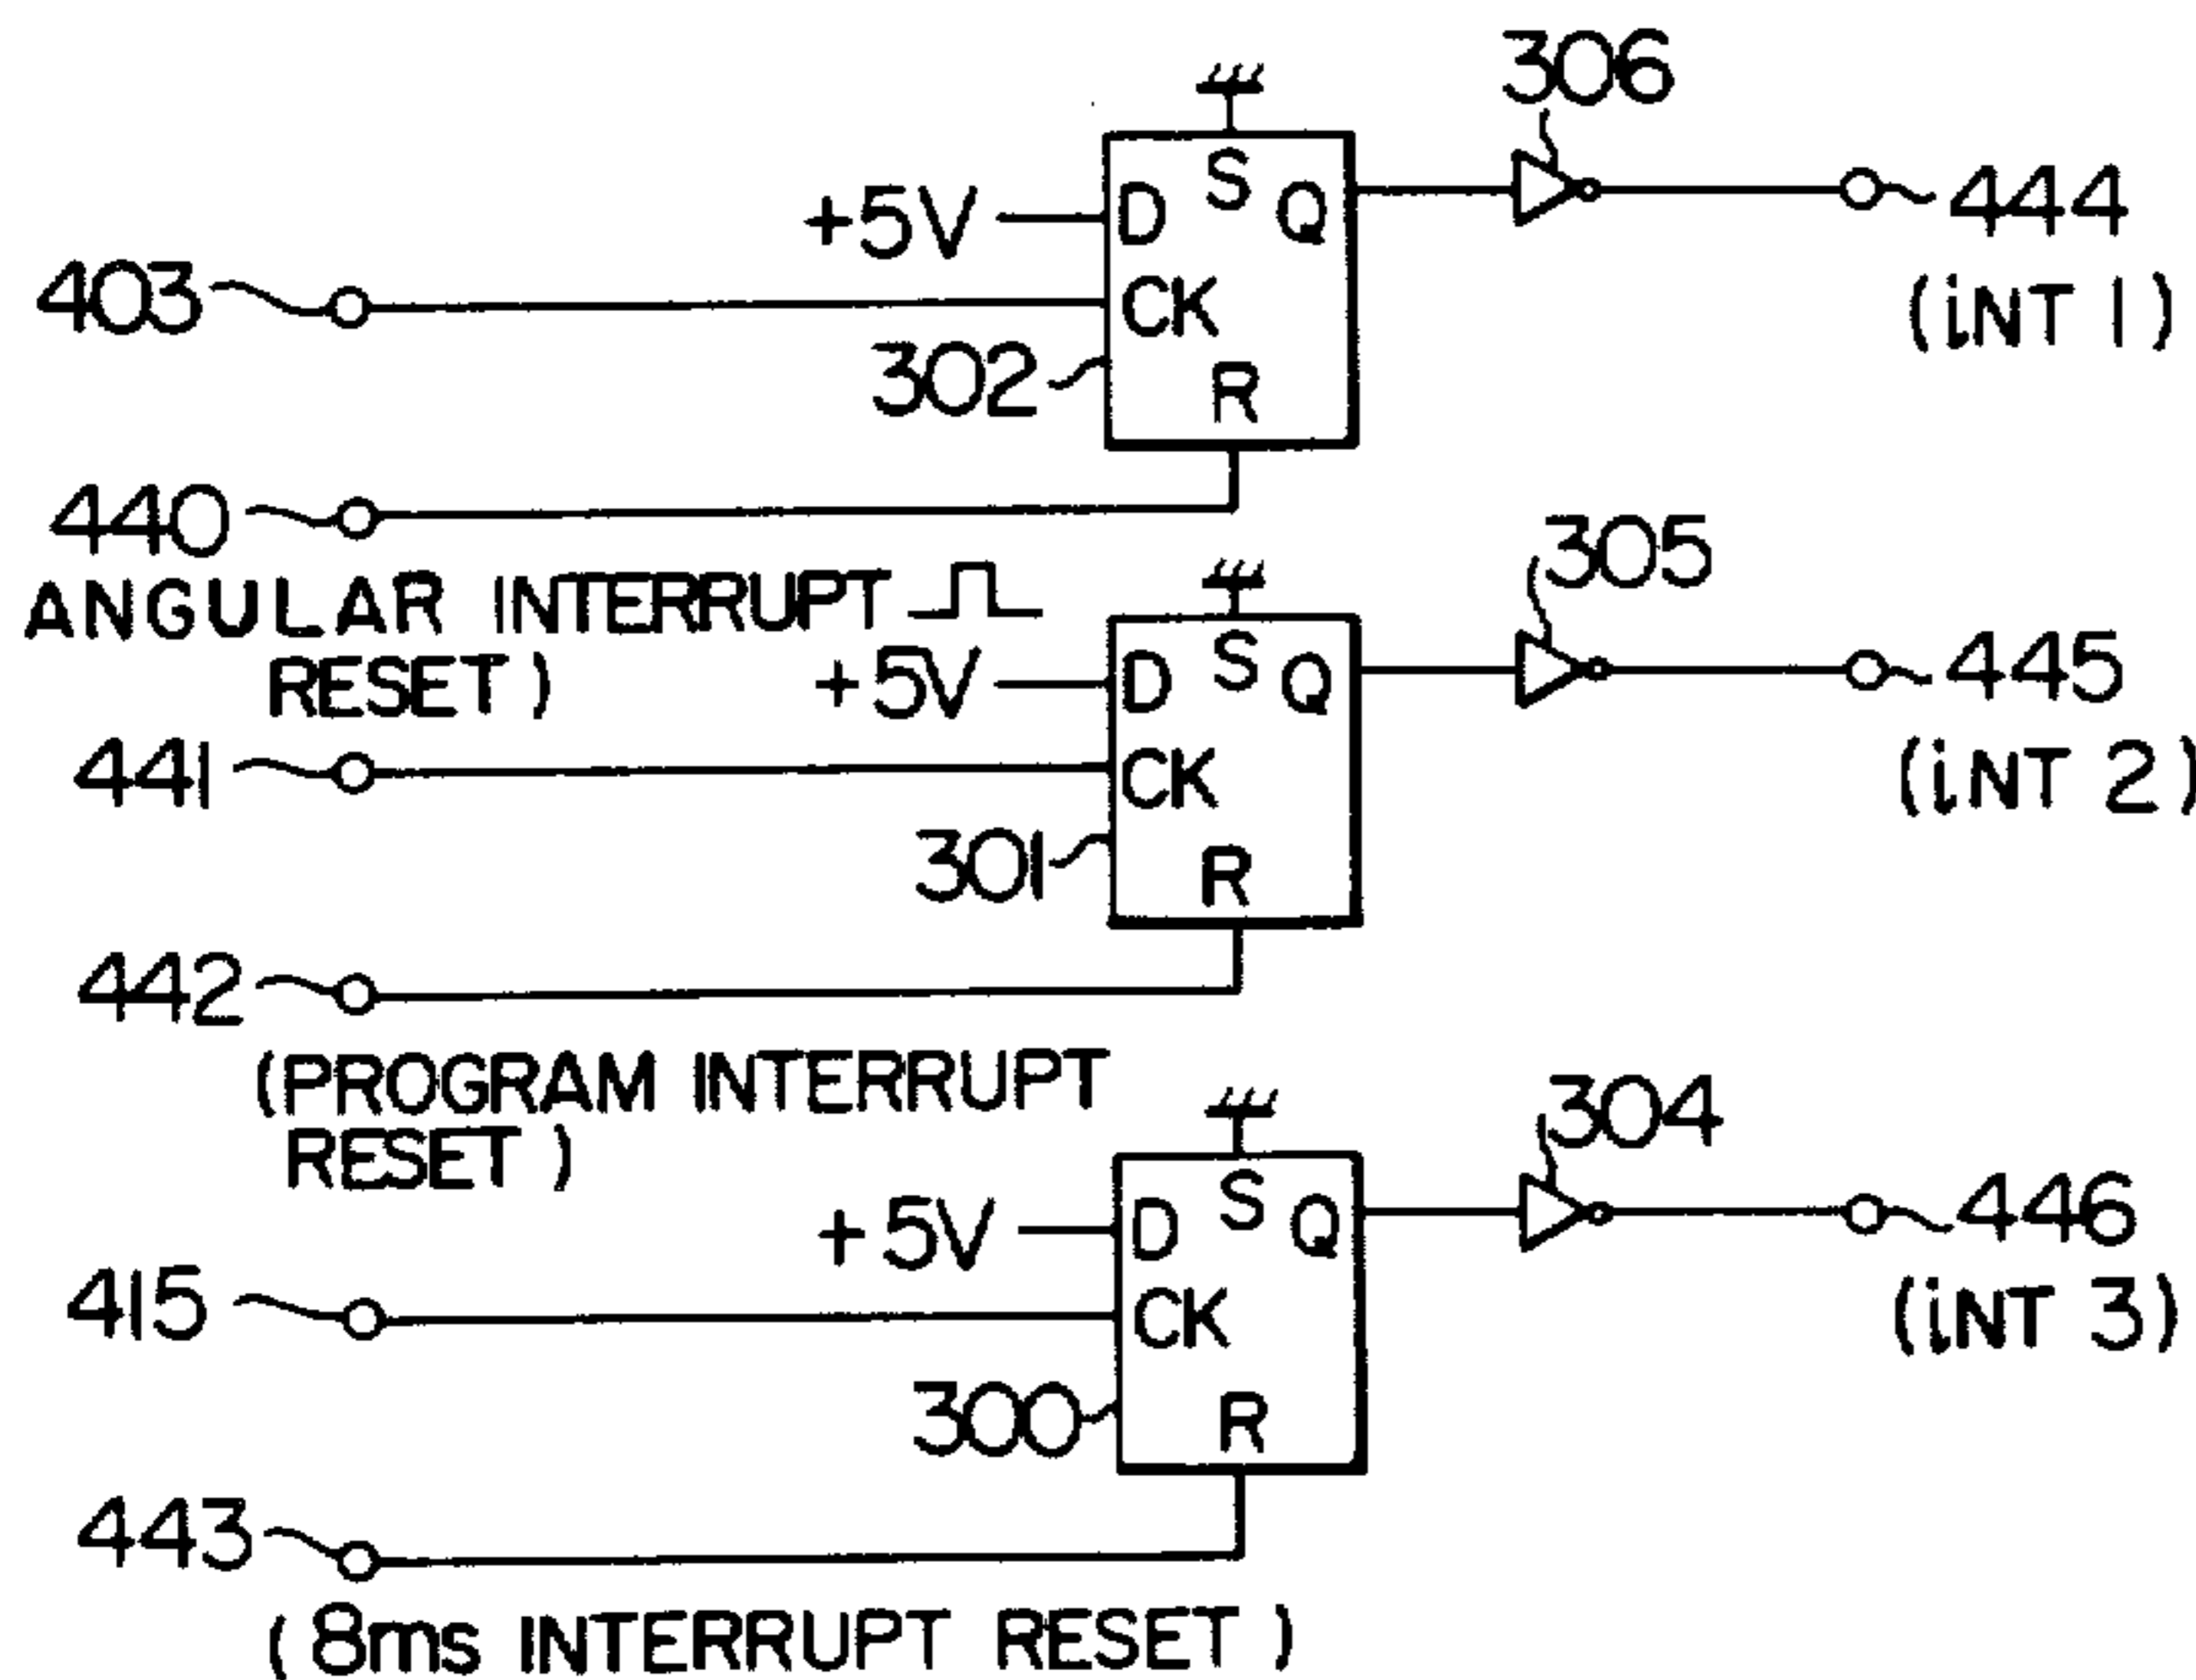 306
S
D
Q
+5V
444
403
CK
(iNT 1)
302
R
440
305
ANGULAR INTERRUPT
RESET)
S
+5V
D
Q
445
441
CK
(iNT 2)
301
R
442
(PROGRAM INTERRUPT
RESET)
304
S
+5V
D
Q
446
415
CK
(iNT 3)
300
R
443
(8ms INTERRUPT RESET)